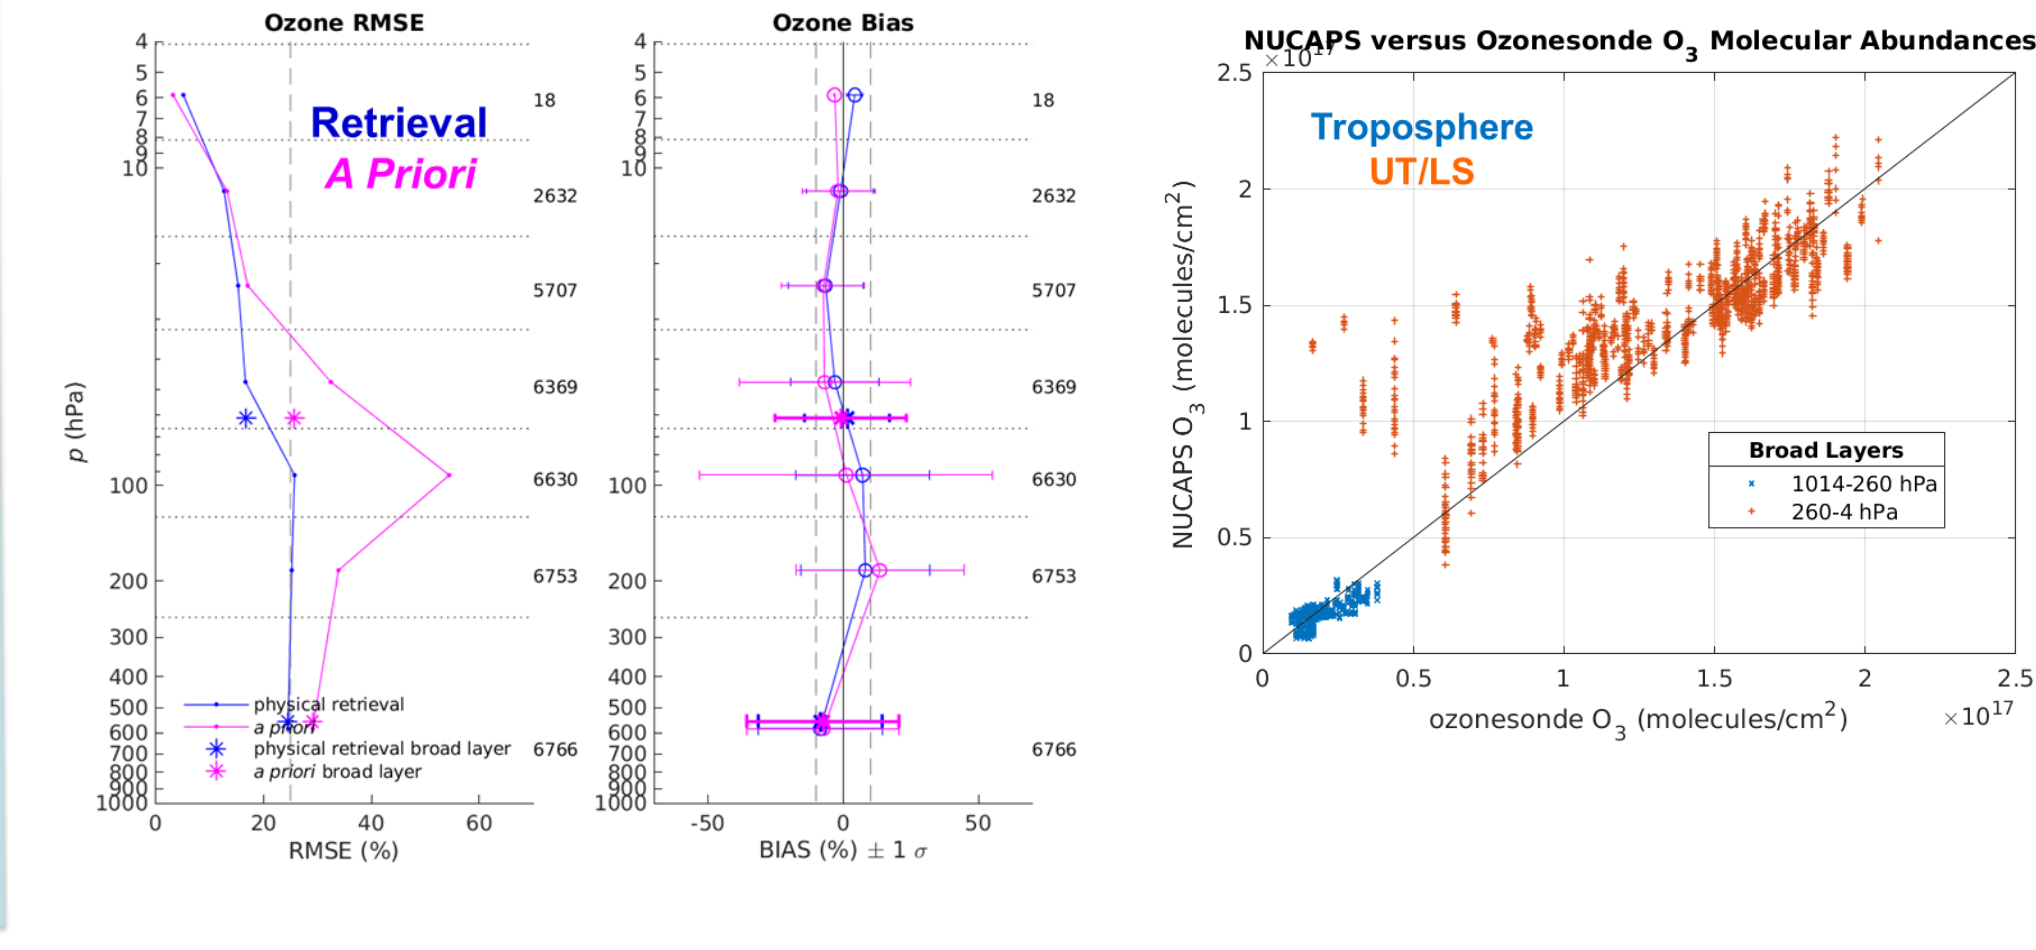 Ozone RMSE
4
5
6
7
8
9
10
100
200
300
400
500
600
700
800
900
1000
p (hPa)
Retrieval
A Priori
18
2632
5707
6369
6630
6753
6766
physical retrieval
a priori
physical retrieval broad layer
a priori broad layer
0 20 40 60
RMSE (%)
Ozone Bias
4
5
6
7
8
9
10
100
200
300
400
500
600
700
800
900
1000
18
2632
5707
6369
6630
6753
6766
-50 0 50
BIAS (%) ± 1 σ
NUCAPS versus Ozonesonde O3 Molecular Abundances
×10^17
2.5
2
1.5
1
0.5
0
NUCAPS O3 (molecules/cm²)
Troposphere
UT/LS
Broad Layers
1014-260 hPa
260-4 hPa
0 0.5 1 1.5 2 2.5
ozonesonde O3 (molecules/cm²)
×10^17